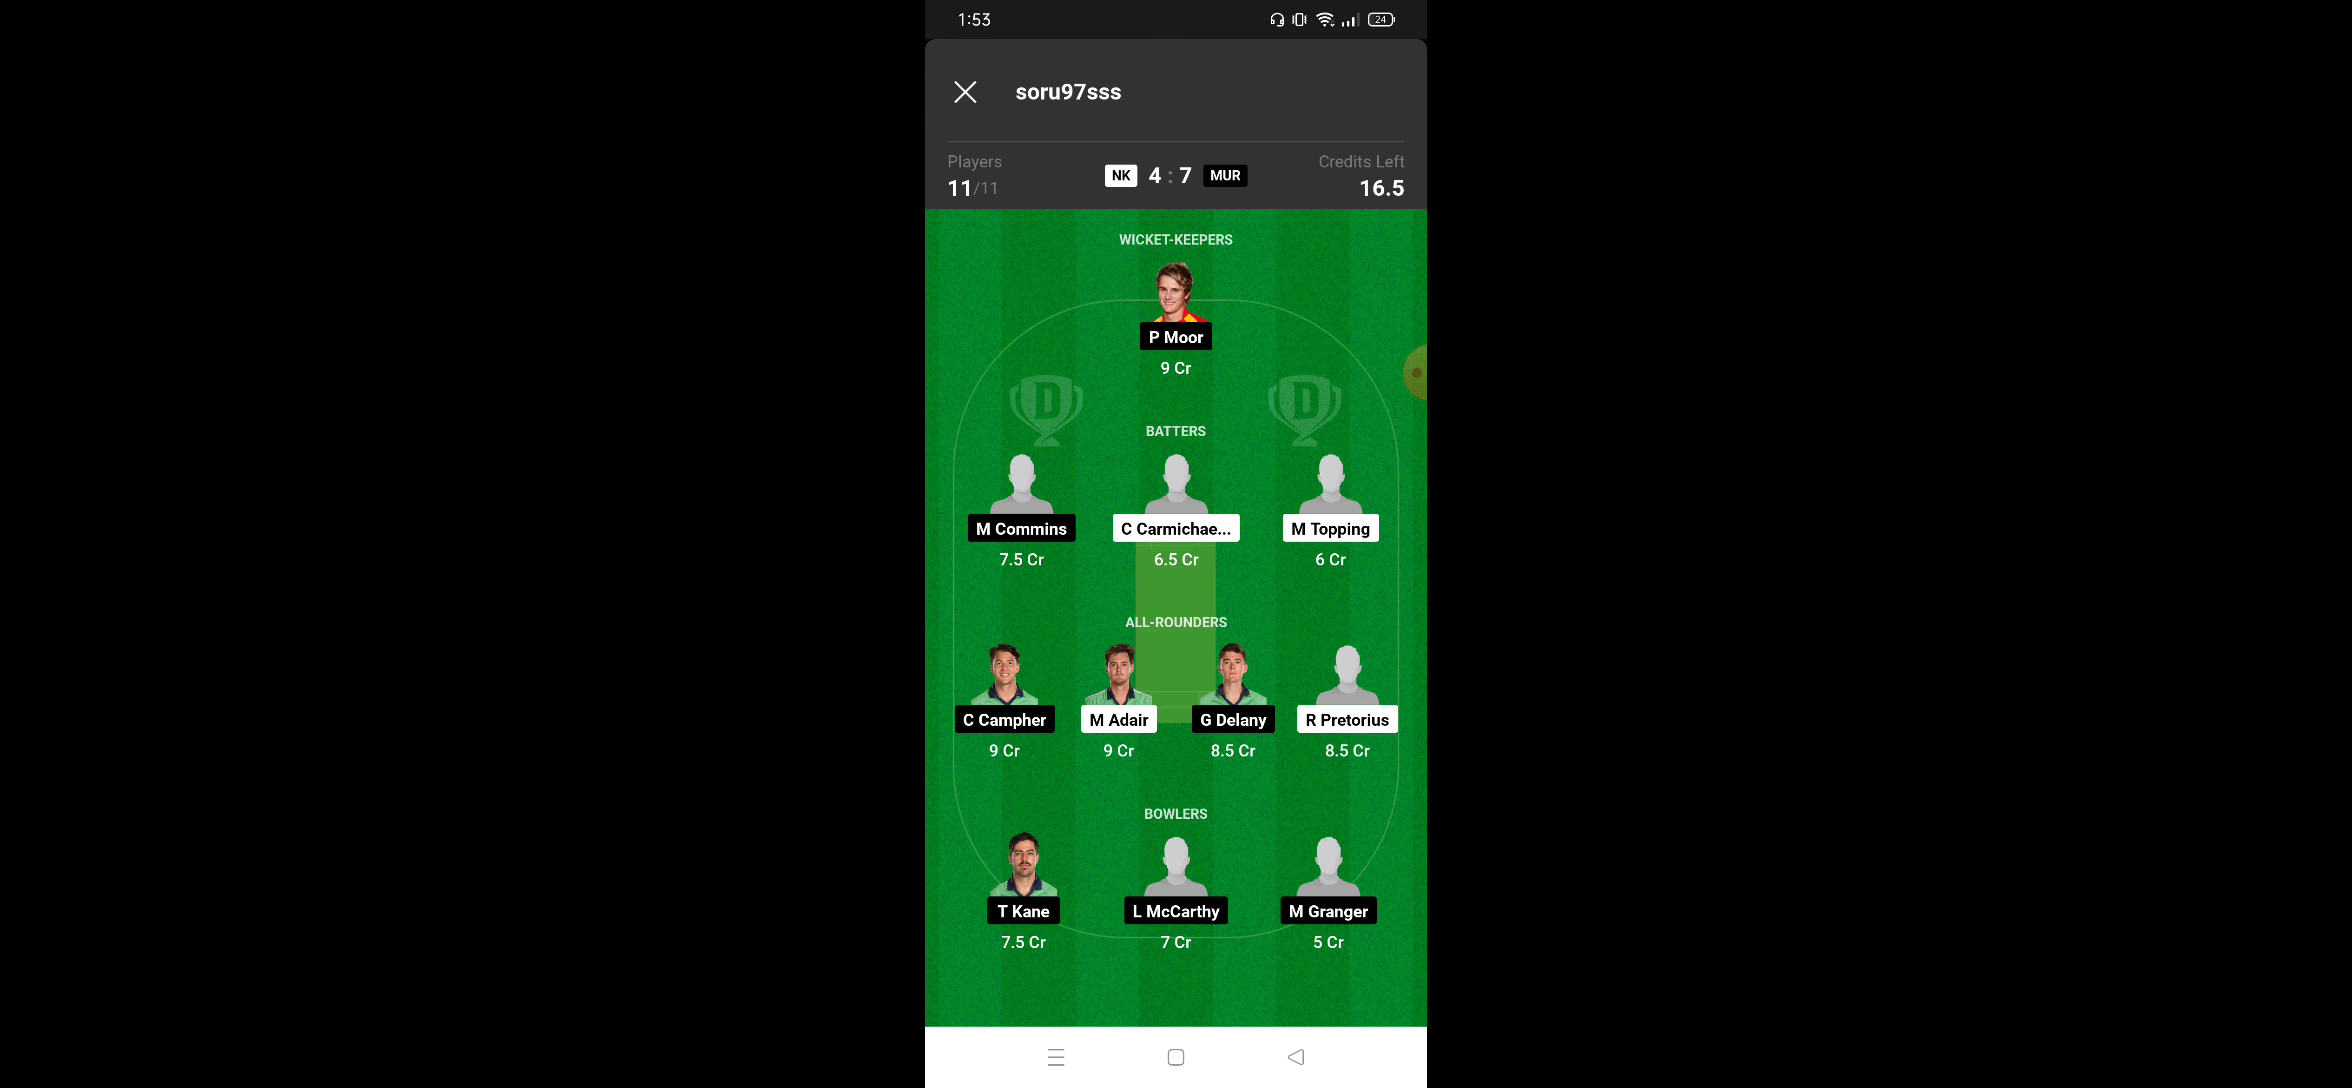 1:53
24
soru97sss
Players
11/11
NK 4 : 7 MUR
Credits Left
16.5
WICKET-KEEPERS
P Moor
9 Cr
D D
BATTERS
M Commins C Carmichae... M Topping
7.5 Cr 6.5 Cr 6 Cr
ALL-ROUNDERS
C Campher M Adair G Delany R Pretorius
9 Cr 9 Cr 8.5 Cr 8.5 Cr
BOWLERS
T Kane L McCarthy M Granger
7.5 Cr 7 Cr 5 Cr